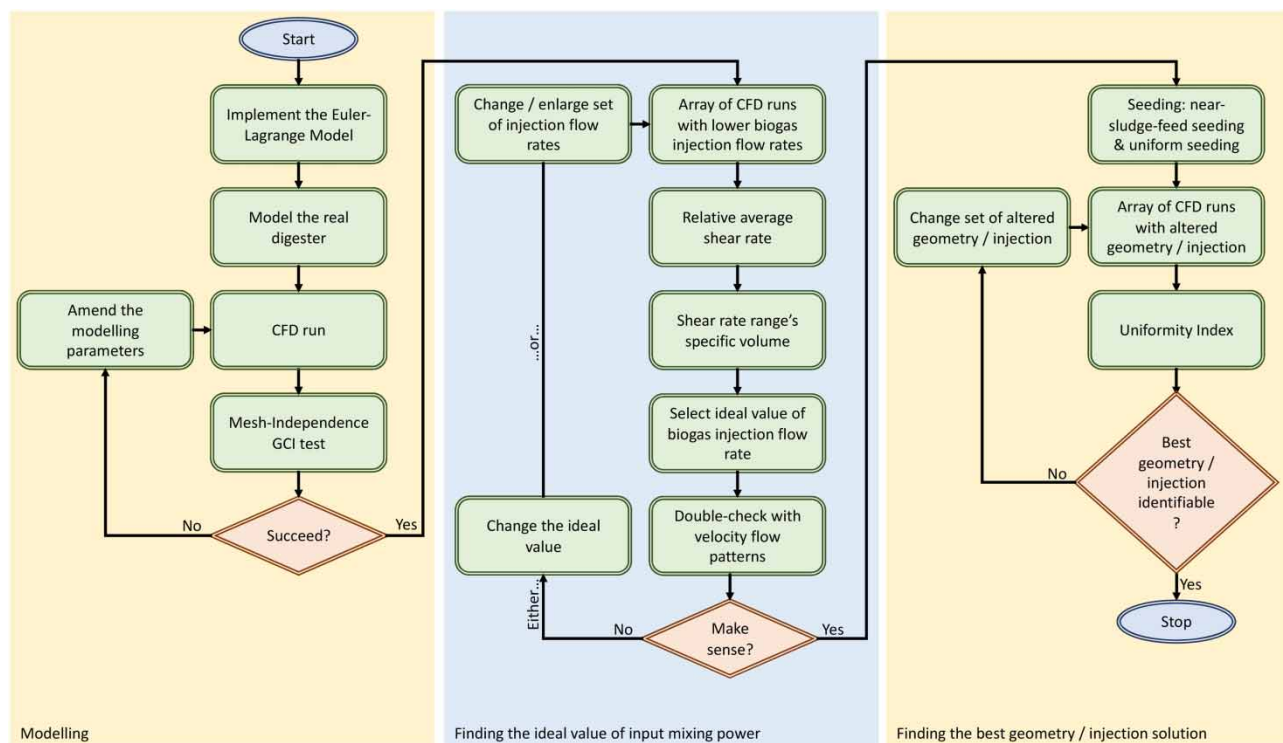 Start
Implement the Euler-
Lagrange Model
Model the real
digester
Amend the
modelling
parameters
CFD run
Mesh-Independence
GCI test
No
Succeed?
Yes
Modelling
Change / enlarge set
of injection flow
rates
Array of CFD runs
with lower biogas
injection flow rates
Relative average
shear rate
Shear rate range's
specific volume
...or...
Select ideal value of
biogas injection flow
rate
Change the ideal
value
Double-check with
velocity flow
patterns
Either...
No
Make
sense?
Yes
Finding the ideal value of input mixing power
Seeding: near-
sludge-feed seeding
& uniform seeding
Change set of altered
geometry / injection
Array of CFD runs
with altered
geometry / injection
Uniformity Index
No
Best
geometry /
injection
identifiable
?
Yes
Stop
Finding the best geometry / injection solution